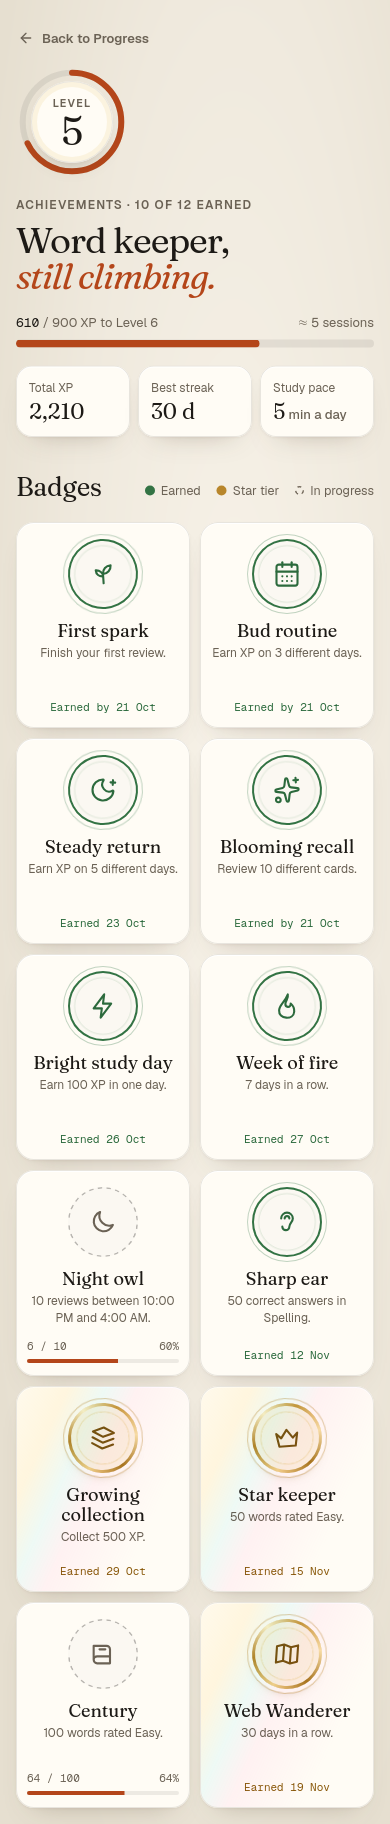 Back to Progress
LEVEL
5
ACHIEVEMENTS · 10 OF 12 EARNED
Word keeper,
still climbing.
610 / 900 XP to Level 6
≈ 5 sessions
Total XP
2,210
Best streak
30 d
Study pace
5 min a day
Badges
Earned
Star tier
In progress
First spark
Finish your first review.
Earned by 21 Oct
Bud routine
Earn XP on 3 different days.
Earned by 21 Oct
Steady return
Earn XP on 5 different days.
Earned 23 Oct
Blooming recall
Review 10 different cards.
Earned by 21 Oct
Bright study day
Earn 100 XP in one day.
Earned 26 Oct
Week of fire
7 days in a row.
Earned 27 Oct
Night owl
10 reviews between 10:00
PM and 4:00 AM.
6 / 10
60%
Sharp ear
50 correct answers in
Spelling.
Earned 12 Nov
Growing
collection
Collect 500 XP.
Earned 29 Oct
Star keeper
50 words rated Easy.
Earned 15 Nov
Century
100 words rated Easy.
64 / 100
64%
Web Wanderer
30 days in a row.
Earned 19 Nov